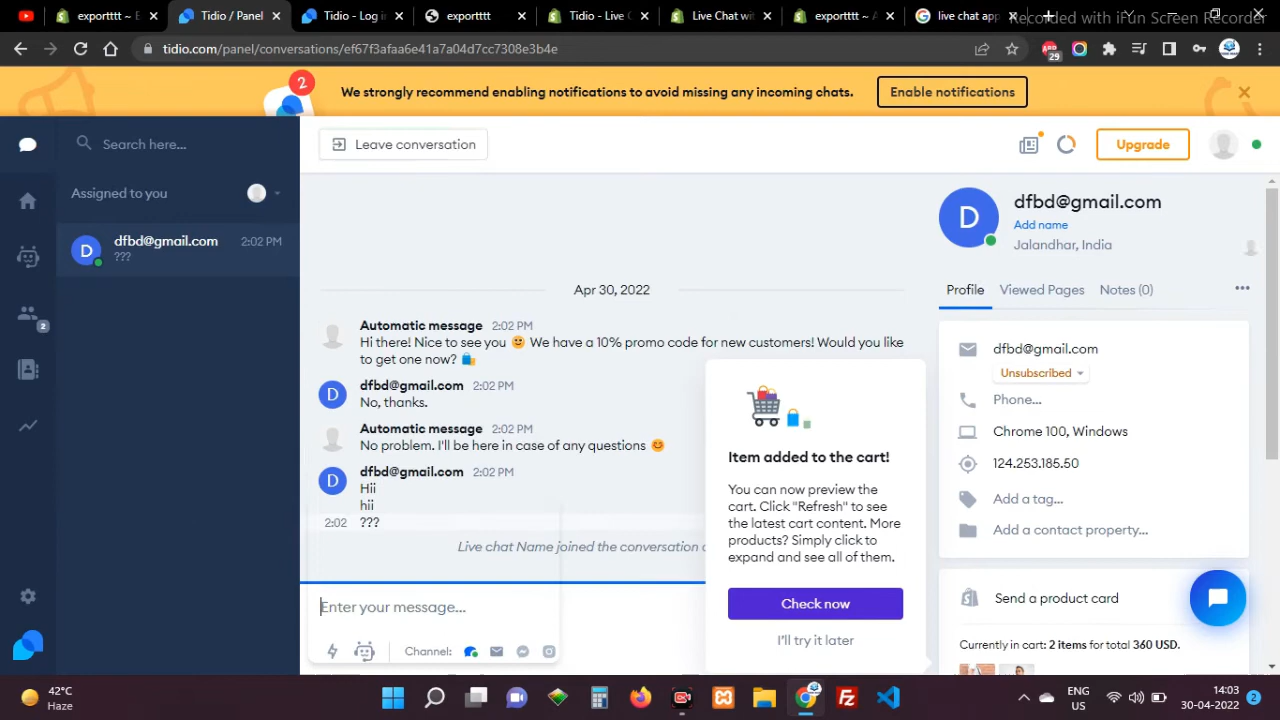 exporttt ~ E
Tidio / Panel
Tidio - Log in
exporttt
Tidio - Live C
Live Chat wit
exporttt ~ A
live chat app
Recorded with iFun Screen Recorder
tidio.com/panel/conversations/ef67f3afaa6e41a7a04d7cc7308e3b4e
29
2
We strongly recommend enabling notifications to avoid missing any incoming chats.
Enable notifications
Search here...
Leave conversation
Upgrade
Assigned to you
dfbd@gmail.com
2:02 PM
???
2
dfbd@gmail.com
Add name
Jalandhar, India
Apr 30, 2022
Profile
Viewed Pages
Notes (0)
Automatic message 2:02 PM
Hi there! Nice to see you 😀 We have a 10% promo code for new customers! Would you like
to get one now? 🛍️
D
dfbd@gmail.com 2:02 PM
No, thanks.
Automatic message 2:02 PM
No problem. I'll be here in case of any questions 😊
D
dfbd@gmail.com 2:02 PM
Hii
hii
2:02 ???
Live chat Name joined the conversation
Enter your message...
Channel:
Item added to the cart!
You can now preview the
cart. Click "Refresh" to see
the latest cart content. More
products? Simply click to
expand and see all of them.
Check now
I'll try it later
dfbd@gmail.com
Unsubscribed
Phone...
Chrome 100, Windows
124.253.185.50
Add a tag...
Add a contact property...
Send a product card
Currently in cart: 2 items for total 360 USD.
42°C
Haze
ENG
US
14:03
30-04-2022
2